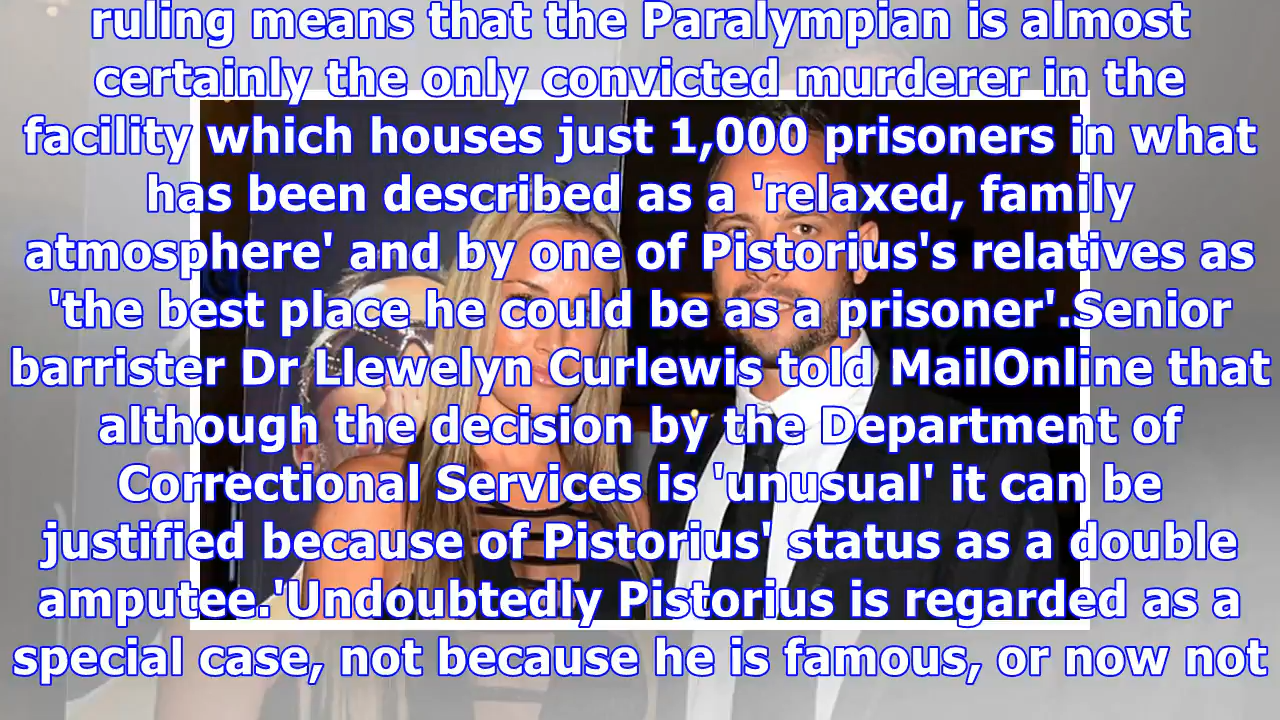 ruling means that the Paralympian is almost
certainly the only convicted murderer in the
facility which houses just 1,000 prisoners in what
has been described as a 'relaxed, family
atmosphere' and by one of Pistorius's relatives as
'the best place he could be as a prisoner'.Senior
barrister Dr Llewelyn Curlewis told MailOnline that
although the decision by the Department of
Correctional Services is 'unusual' it can be
justified because of Pistorius' status as a double
amputee.'Undoubtedly Pistorius is regarded as a
special case, not because he is famous, or now not